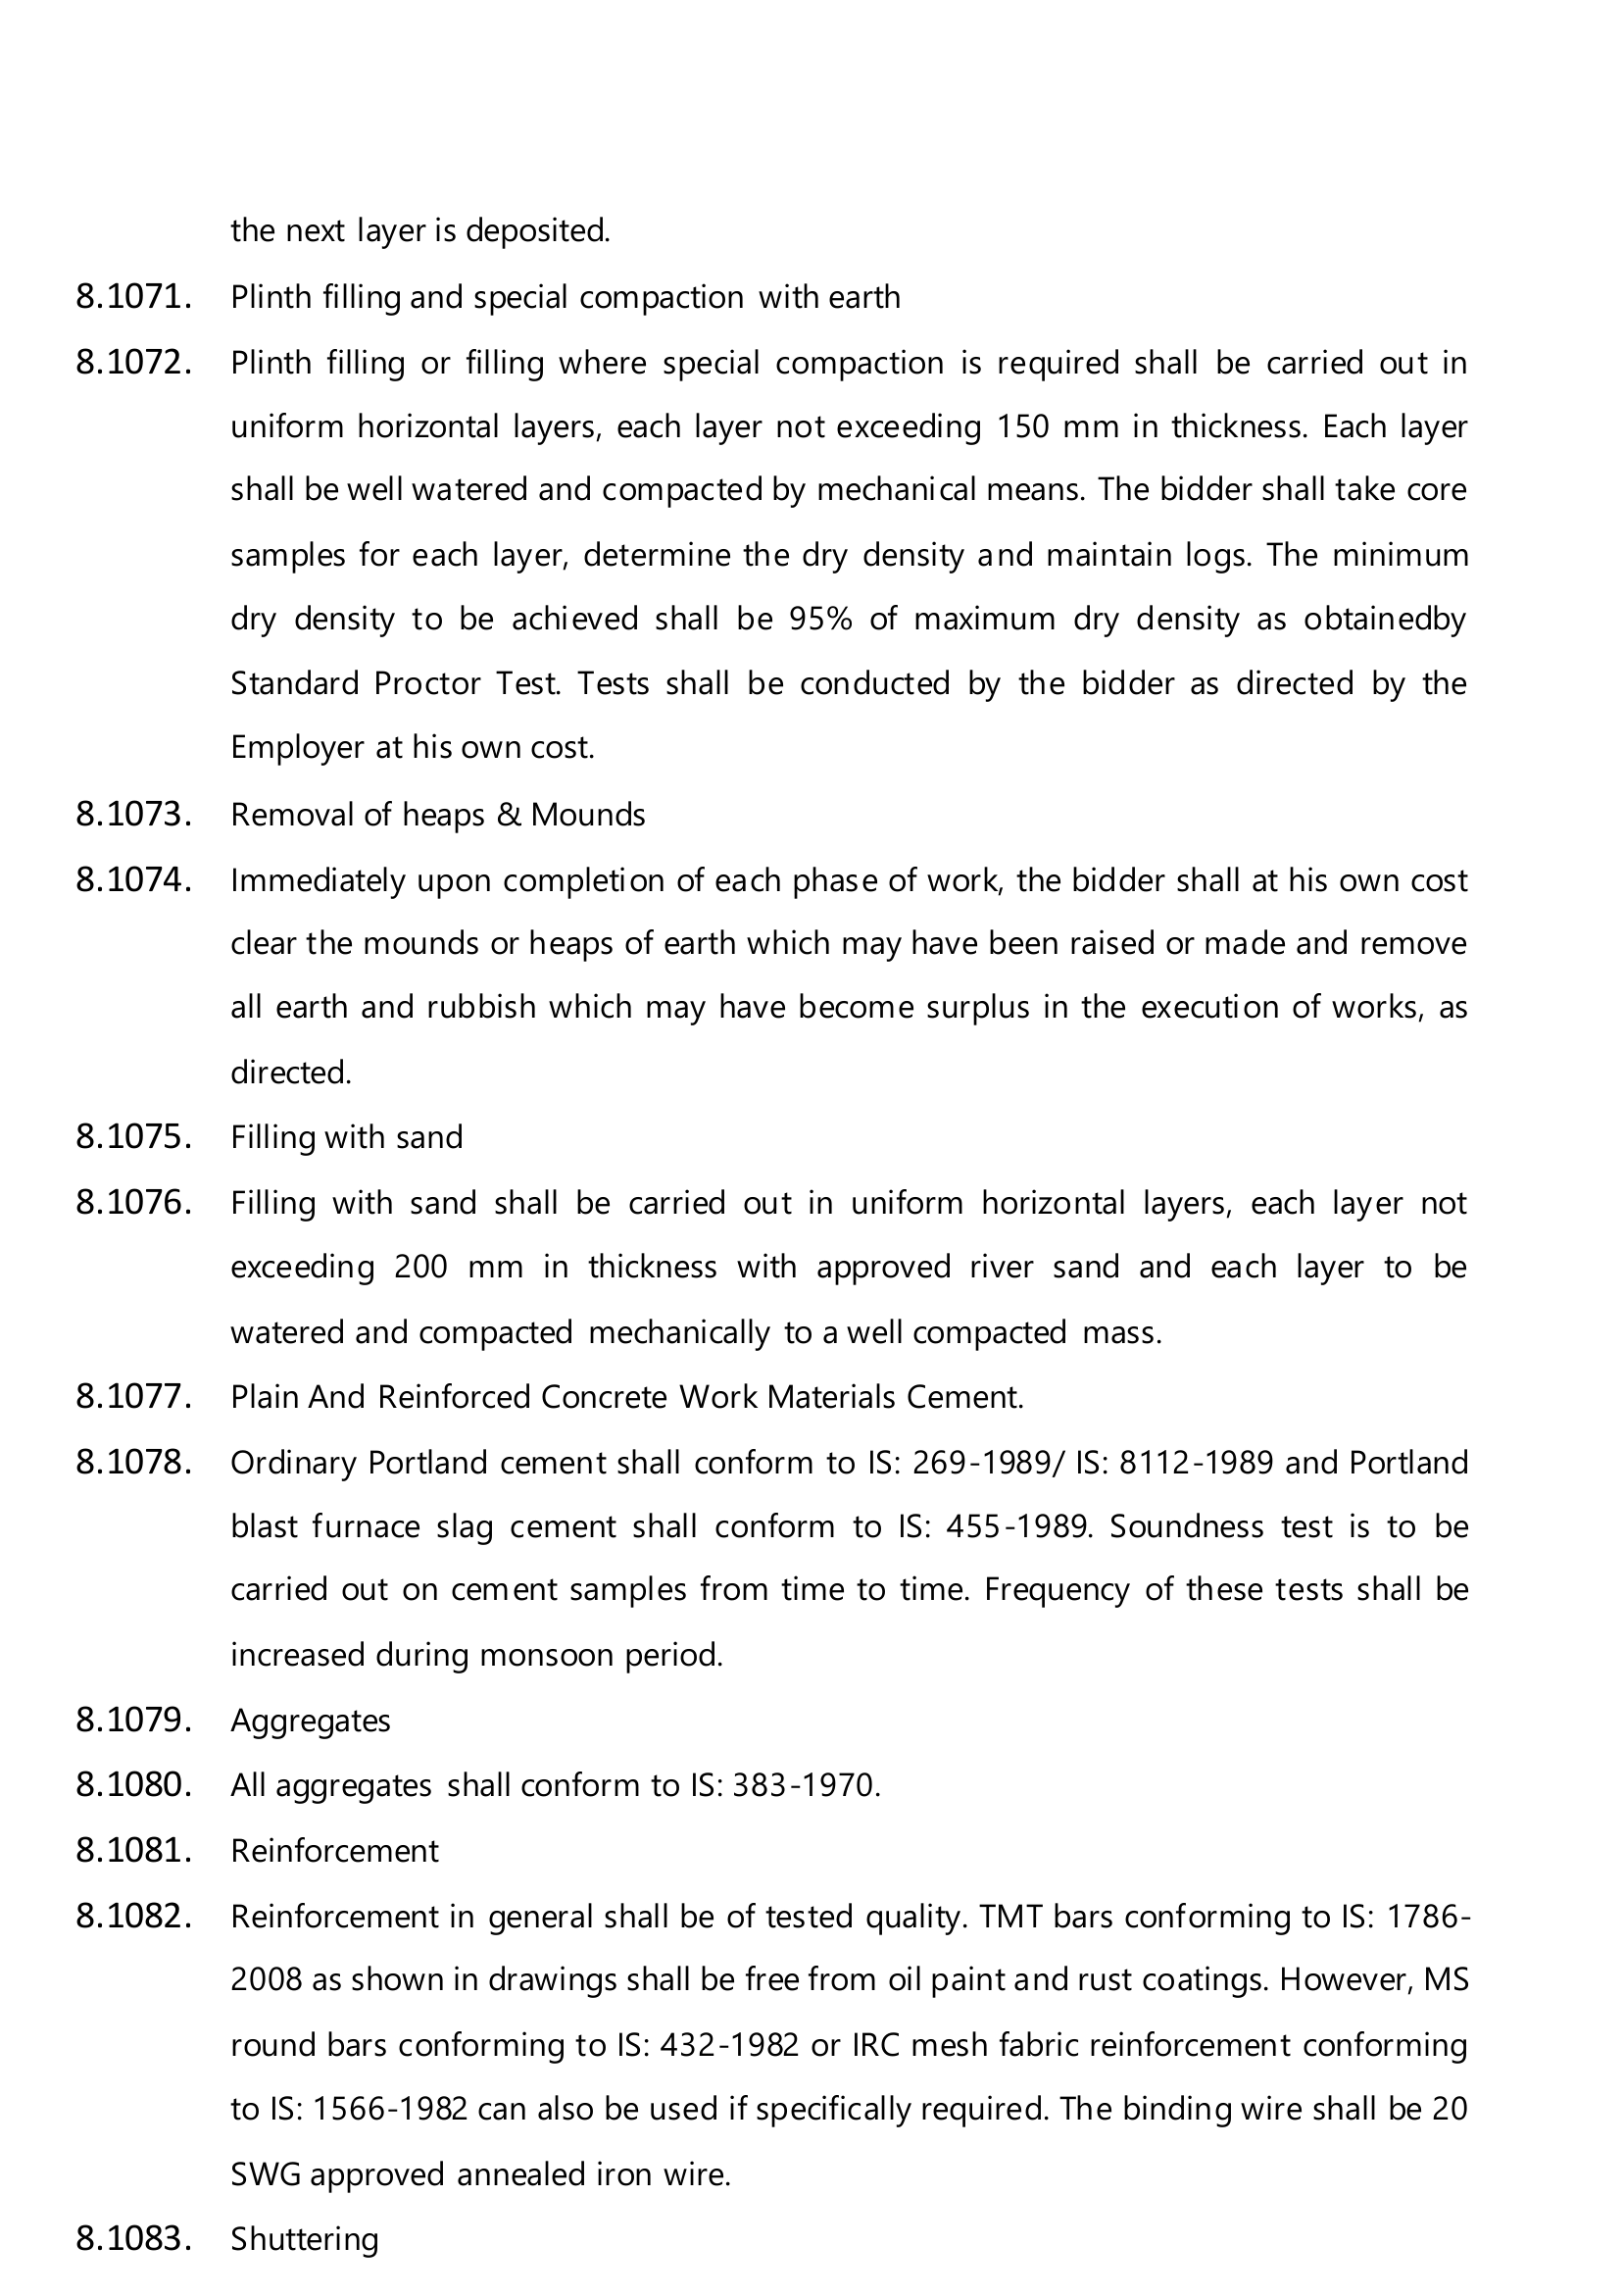 the next layer is deposited.
8.1071. Plinth filling and special compaction with earth
8.1072. Plinth filling or filling where special compaction is required shall be carried out in
uniform horizontal layers, each layer not exceeding 150 mm in thickness. Each layer
shall be well watered and compacted by mechanical means. The bidder shall take core
samples for each layer, determine the dry density and maintain logs. The minimum
dry density to be achieved shall be 95% of maximum dry density as obtainedby
Standard Proctor Test. Tests shall be conducted by the bidder as directed by the
Employer at his own cost.
8.1073. Removal of heaps & Mounds
8.1074. Immediately upon completion of each phase of work, the bidder shall at his own cost
clear the mounds or heaps of earth which may have been raised or made and remove
all earth and rubbish which may have become surplus in the execution of works, as
directed.
8.1075. Filling with sand
8.1076. Filling with sand shall be carried out in uniform horizontal layers, each layer not
exceeding 200 mm in thickness with approved river sand and each layer to be
watered and compacted mechanically to a well compacted mass.
8.1077. Plain And Reinforced Concrete Work Materials Cement.
8.1078. Ordinary Portland cement shall conform to IS: 269-1989/ IS: 8112-1989 and Portland
blast furnace slag cement shall conform to IS: 455-1989. Soundness test is to be
carried out on cement samples from time to time. Frequency of these tests shall be
increased during monsoon period.
8.1079. Aggregates
8.1080. All aggregates shall conform to IS: 383-1970.
8.1081. Reinforcement
8.1082. Reinforcement in general shall be of tested quality. TMT bars conforming to IS: 1786-
2008 as shown in drawings shall be free from oil paint and rust coatings. However, MS
round bars conforming to IS: 432-1982 or IRC mesh fabric reinforcement conforming
to IS: 1566-1982 can also be used if specifically required. The binding wire shall be 20
SWG approved annealed iron wire.
8.1083. Shuttering